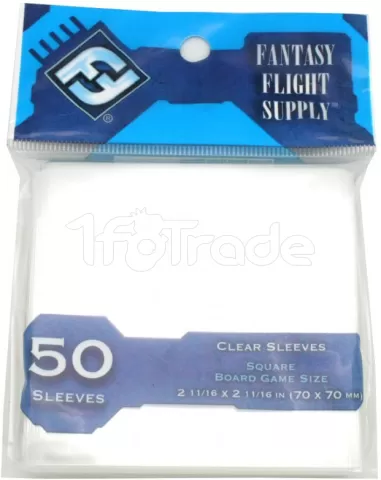 FANTASY
FLIGHT
SUPPLY™
®
1foTrade
50
SLEEVES
CLEAR SLEEVES
SQUARE
BOARD GAME SIZE
2 11/16 X 2 11/16 IN (70 X 70 MM)